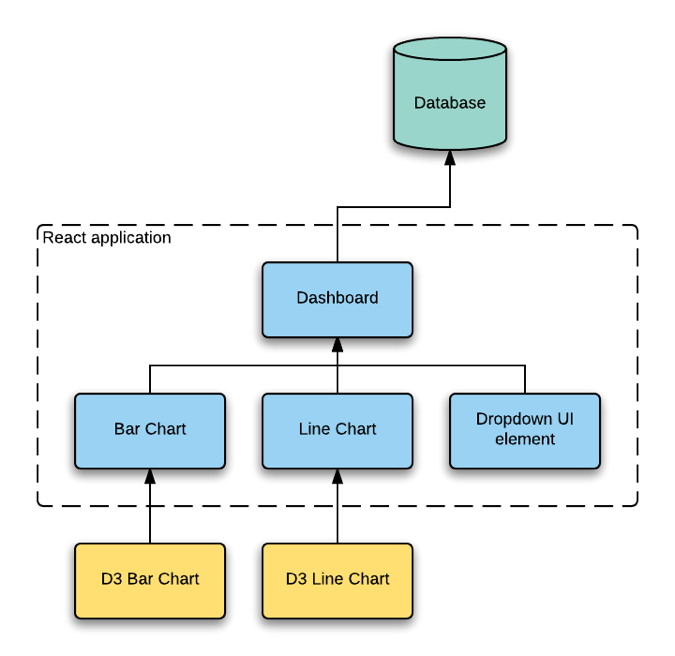 Database
React application
Dashboard
Bar Chart
Line Chart
Dropdown UI
element
D3 Bar Chart
D3 Line Chart